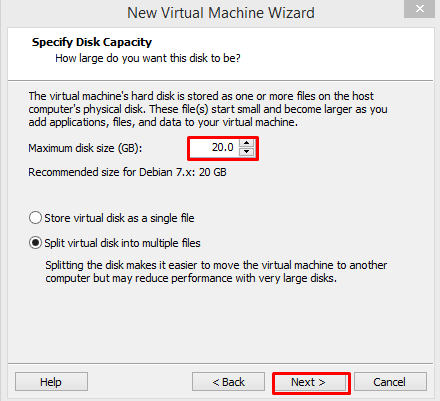 New Virtual Machine Wizard
Specify Disk Capacity
How large do you want this disk to be?
The virtual machine's hard disk is stored as one or more files on the host
computer's physical disk. These file(s) start small and become larger as you
add applications, files, and data to your virtual machine.
Maximum disk size (GB): 20.0
Recommended size for Debian 7.x: 20 GB
Store virtual disk as a single file
Split virtual disk into multiple files
Splitting the disk makes it easier to move the virtual machine to another
computer but may reduce performance with very large disks.
Help < Back Next > Cancel